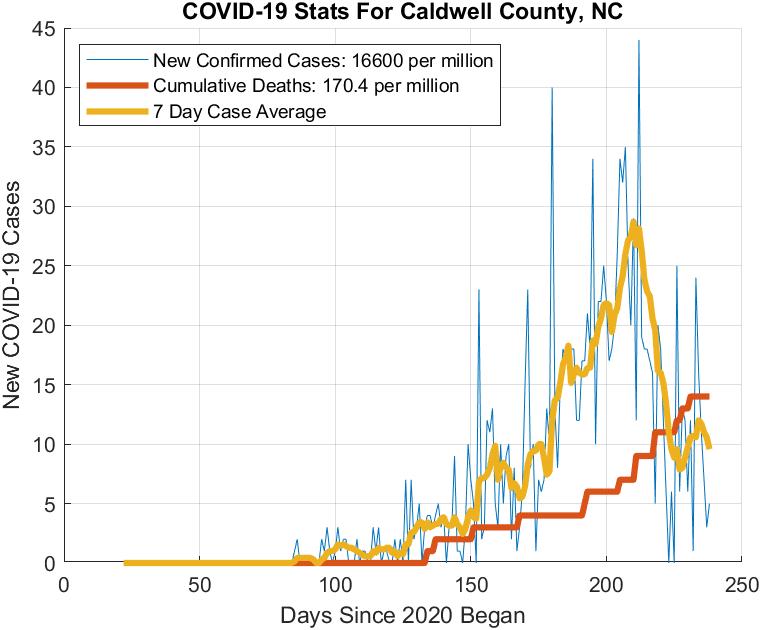 COVID-19 Stats For Caldwell County, NC
New Confirmed Cases: 16600 per million
Cumulative Deaths: 170.4 per million
7 Day Case Average
New COVID-19 Cases
45
40
35
30
25
20
15
10
5
0
0 50 100 150 200 250
Days Since 2020 Began